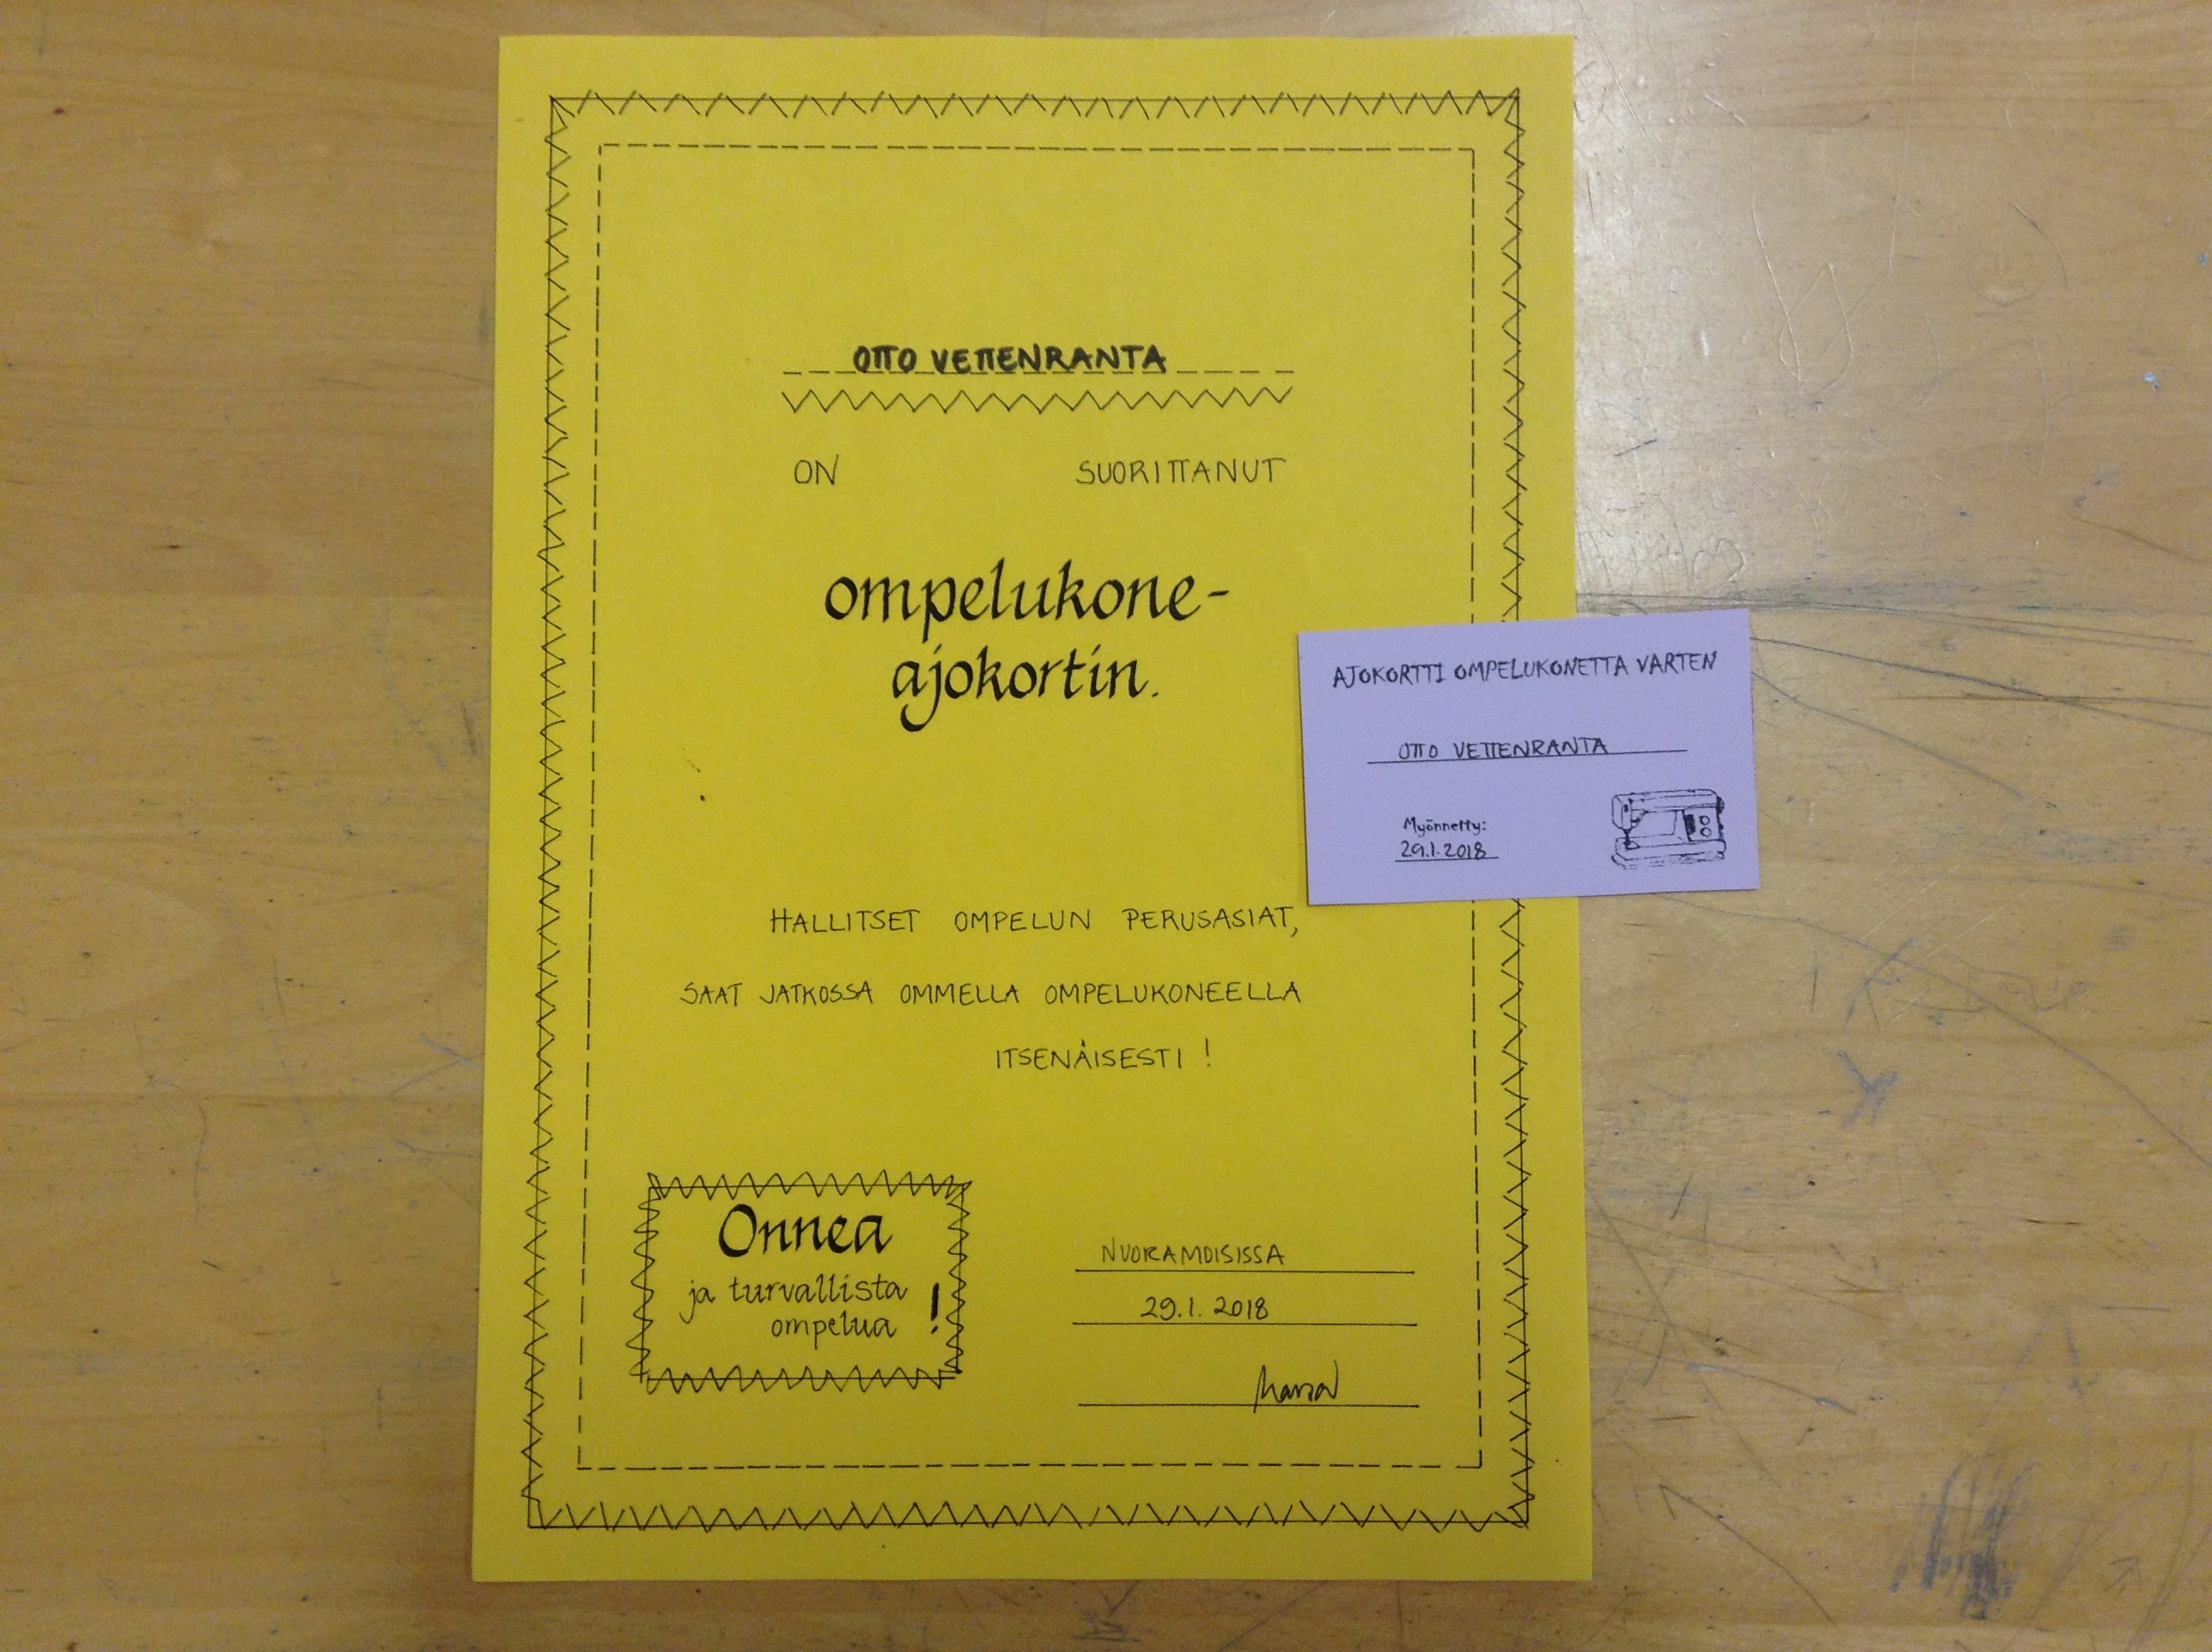 OTTO VETTENRANTA
ON SUORITTANUT
ompelukone-
ajokortin.
HALLITSET OMPELUN PERUSASIAT,
SAAT JATKOSSA OMMELLA OMPELUKONEELLA
ITSENÄISESTI !
Onnea
ja turvallista
ompelua !
NUORAMOISISSA
29.1.2018
AJOKORTTI OMPELUKONETTA VARTEN
OTTO VETTENRANTA
Myönnetty:
29.1.2018